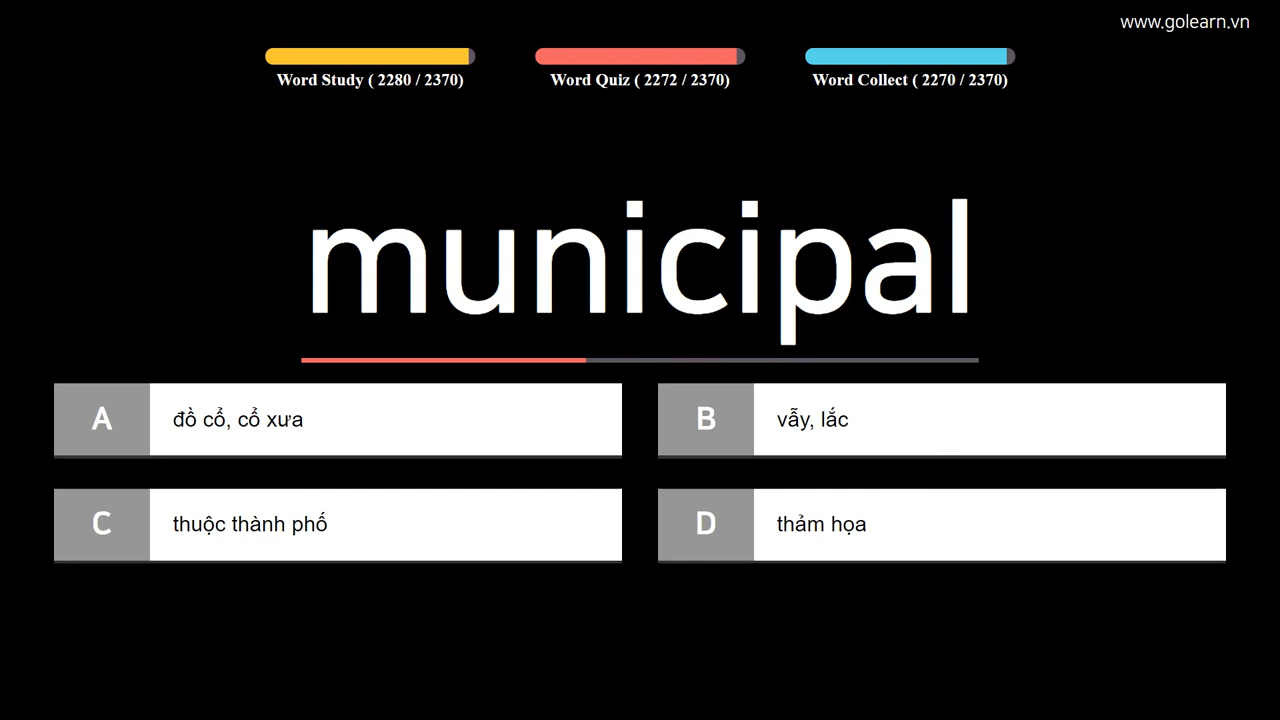 www.golearn.vn
Word Study ( 2280 / 2370)
Word Quiz ( 2272 / 2370)
Word Collect ( 2270 / 2370)
municipal
A đồ cổ, cổ xưa
B vẫy, lắc
C thuộc thành phố
D thảm họa